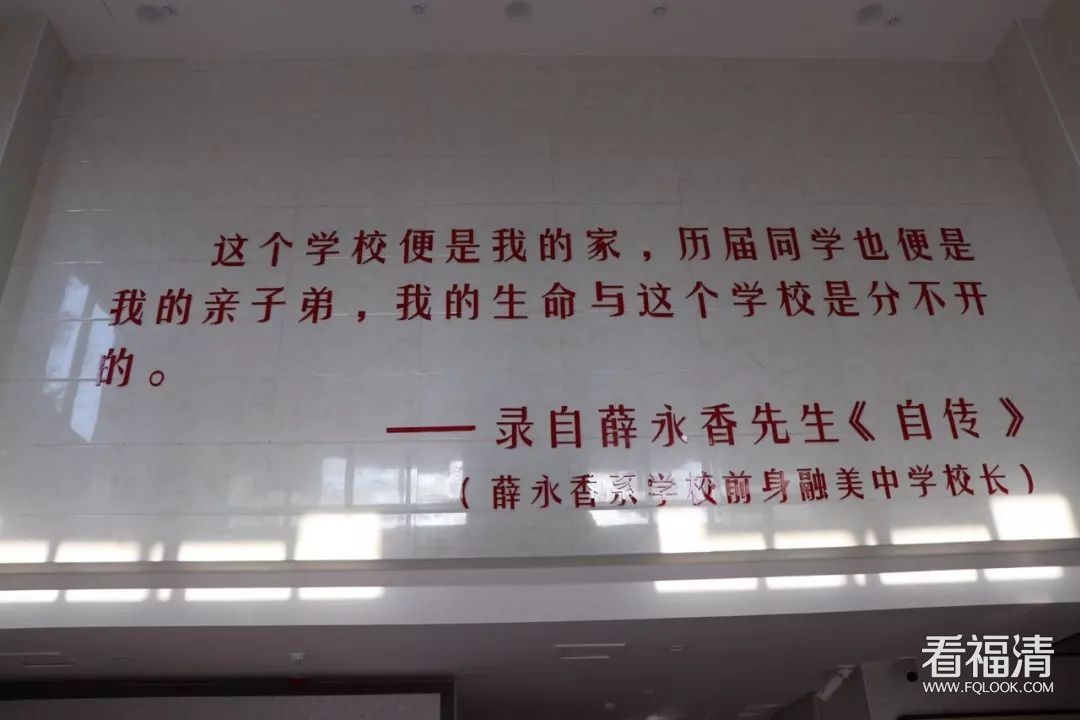 这个学校便是我的家，历届同学也便是
我的亲子弟，我的生命与这个学校是分不开
的。
——录自薛永香先生《自传》
（薛永香系学校前身融美中学校长）
看福清
WWW.FQLOOK.COM